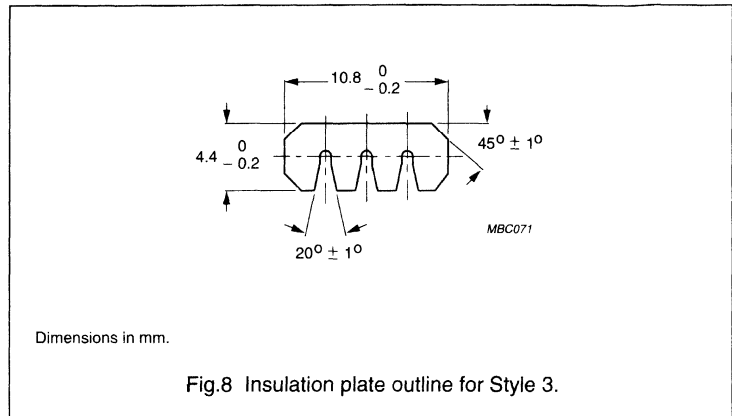 10.8 0
– 0.2
4.4 0
– 0.2
45° ± 1°
MBC071
20° ± 1°
Dimensions in mm.
Fig.8 Insulation plate outline for Style 3.